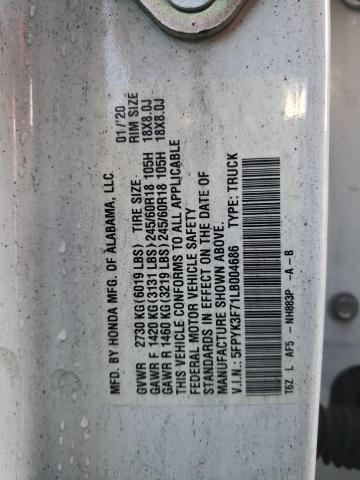 MFD. BY HONDA MFG. OF ALABAMA, LLC. 01/'20
GVWR 2730 KG(6019 LBS) TIRE SIZE RIM SIZE
GAWR F 1420 KG(3131 LBS) 245/60R18 105H 18X8.0J
GAWR R 1460 KG(3219 LBS) 245/60R18 105H 18X8.0J
THIS VEHICLE CONFORMS TO ALL APPLICABLE
FEDERAL MOTOR VEHICLE SAFETY
STANDARDS IN EFFECT ON THE DATE OF
MANUFACTURE SHOWN ABOVE.
V.I.N.: 5FPYK3F71LB004686 TYPE: TRUCK
T6Z L AF5 - NH883P -A -B